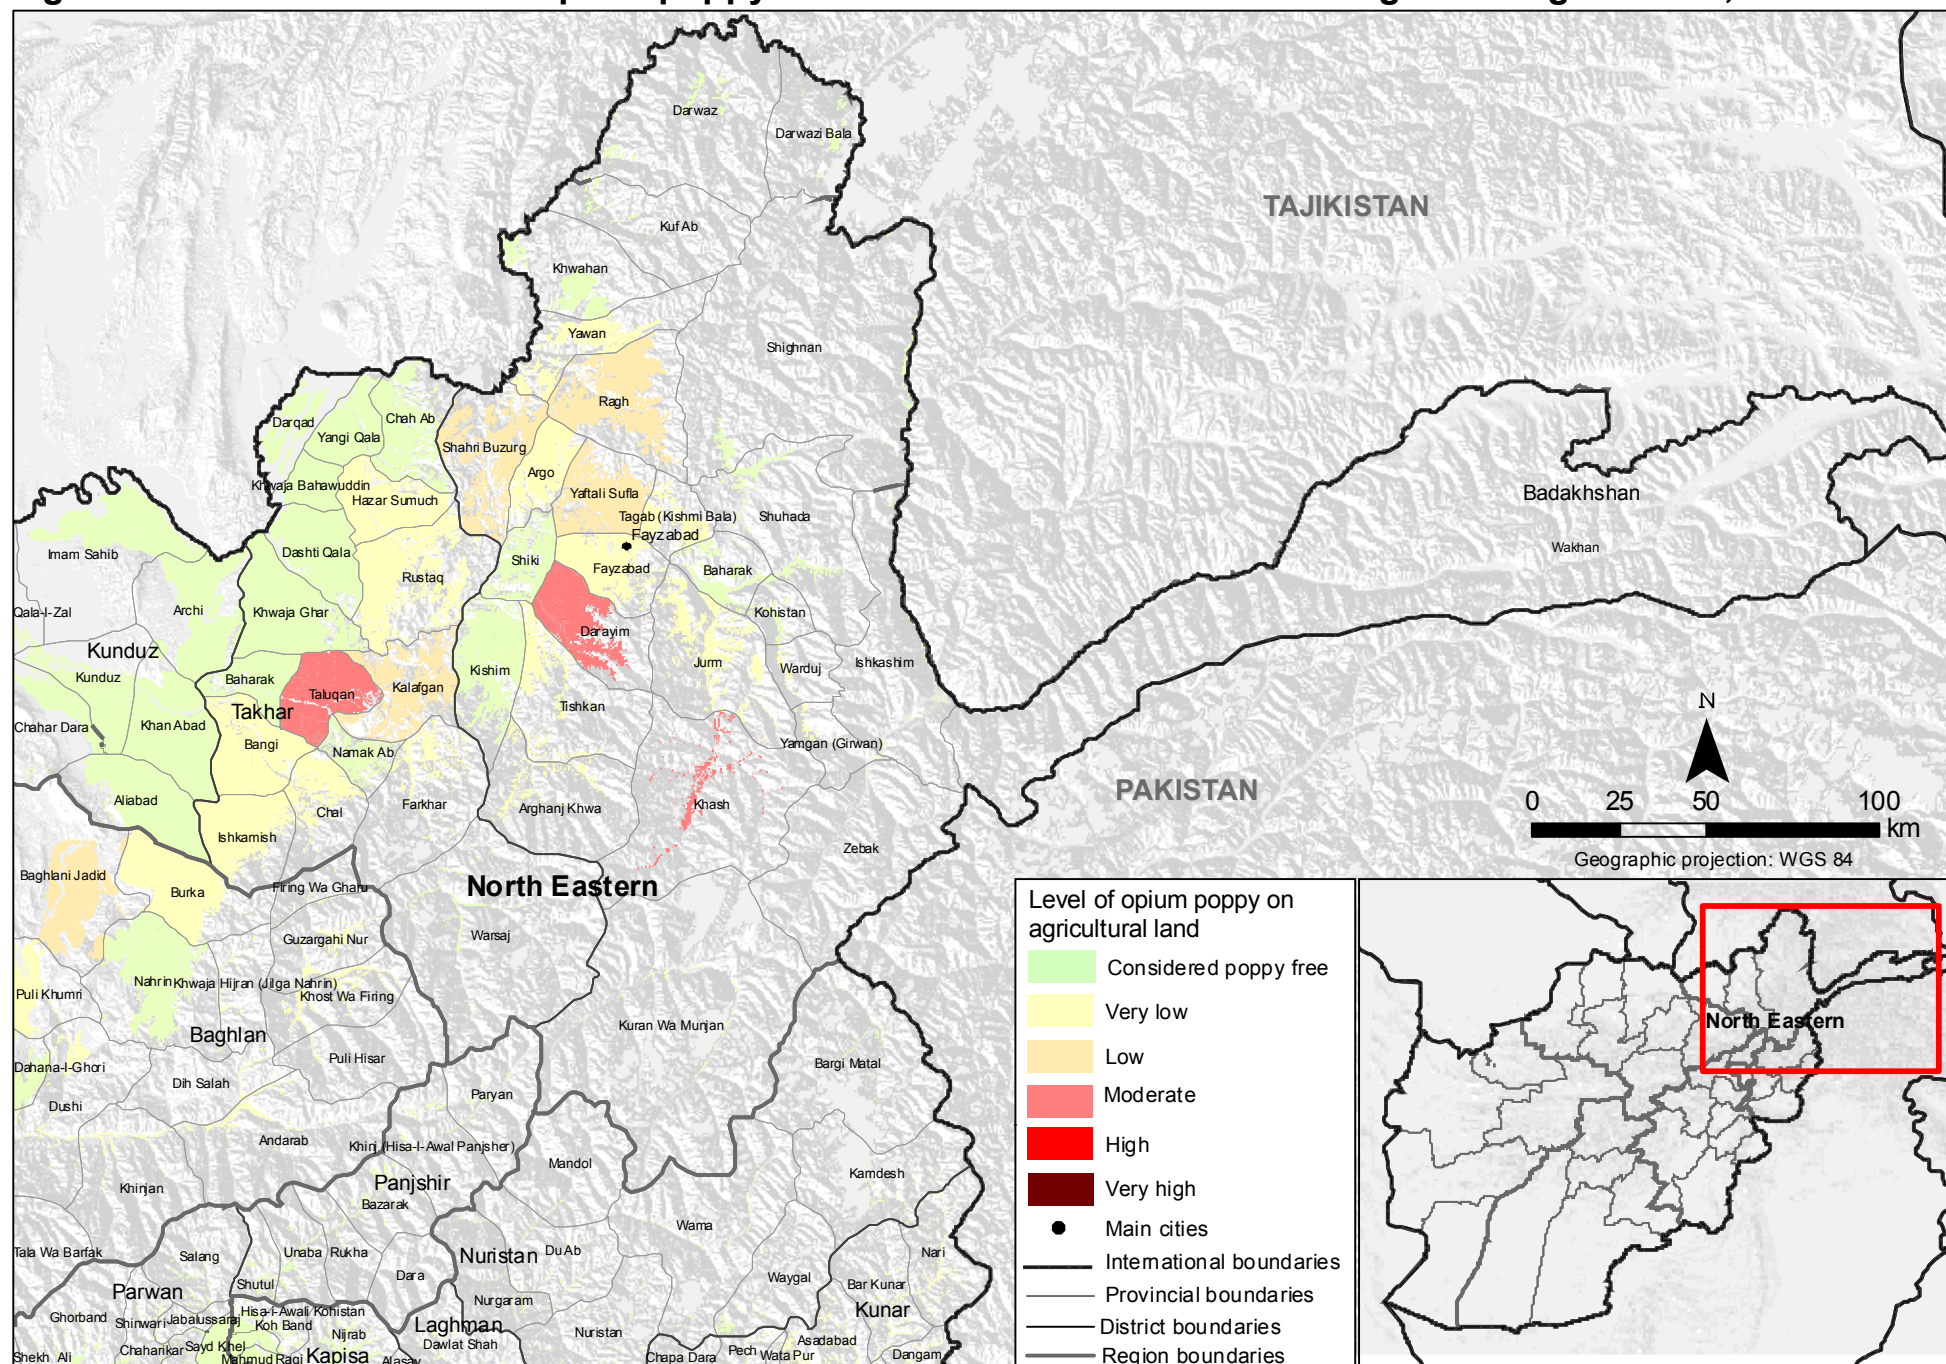 poppy
Darwaz
Darwazi Bala
TAJIKISTAN
Kuf Ab
Khwahan
Yawan
Shighnan
Ragh
Darqad
Chah Ab
Yangi Qala
Shahri Buzurg
Argo
Khwaja Bahawuddin
Hazar Sumuch
Yaftali Sufla
Badakhshan
Tagab (Kishmi Bala)
Shuhada
Fayzabad
Wakhan
Imam Sahib
Dashti Qala
Shiki
Fayzabad
Baharak
Rustaq
Qala-I-Zal
Archi
Khwaja Ghar
Kohistan
Darayim
Kunduz
Kunduz
Baharak
Kishim
Jurm
Warduj
Ishkashim
Taluqan
Kalafgan
Takhar
Tishkan
Chahar Dara
Khan Abad
Bangi
Namak Ab
Yamgan (Girwan)
N
PAKISTAN
Aliabad
Chal
Farkhar
Arghanj Khwa
Khash
0 25 50 100
km
Ishkamish
Zebak
Geographic projection: WGS 84
Baghlani Jadid
Burka
Firing Wa Gharu
North Eastern
Guzargahi Nur
Warsaj
Puli Khumri
Nahrin
Khwaja Hijran (Jilga Nahrin)
Khost Wa Firing
Baghlan
Kuran Wa Munjan
Dahana-I-Ghori
Dih Salah
Puli Hisar
Bargi Matal
Dushi
Paryan
Andarab
Khinj (Hisa-I-Awal Panjsher)
Mandol
Khinjan
Panjshir
Bazarak
Kamdesh
Wama
Tala Wa Barfak
Salang
Unaba
Rukha
Nuristan
Du Ab
Nari
Parwan
Shutul
Dara
Waygal
Bar Kunar
Ghorband
Shinwari
Jabalussaraj
Hisa-i-Awali Kohistan
Koh Band
Nurgaram
Kunar
Laghman
Nijrab
Nuristan
Asadabad
Chaharikar
Sayd Khel
Dawlat Shah
Pech
Wata Pur
Shekh Ali
Mahmud Raqi
Kapisa
Alasay
Chapa Dara
Dangam
Level of opium poppy on
agricultural land
Considered poppy free
Very low
Low
Moderate
High
Very high
Main cities
International boundaries
Provincial boundaries
District boundaries
Region boundaries
North Eastern